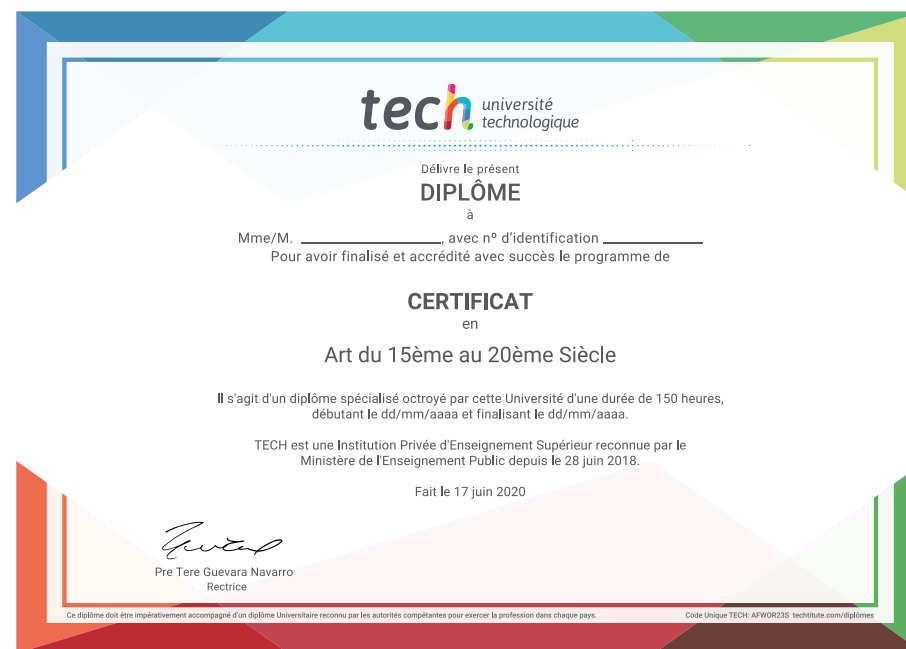 tech université
technologique
Délivre le présent
DIPLÔME
à
Mme/M. ____________________, avec nº d'identification ______________
Pour avoir finalisé et accrédité avec succès le programme de
CERTIFICAT
en
Art du 15ème au 20ème Siècle
Il s'agit d'un diplôme spécialisé octroyé par cette Université d'une durée de 150 heures,
débutant le dd/mm/aaaa et finalisant le dd/mm/aaaa.
TECH est une Institution Privée d'Enseignement Supérieur reconnue par le
Ministère de l'Enseignement Public depuis le 28 juin 2018.
Fait le 17 juin 2020
Pre Tere Guevara Navarro
Rectrice
Ce diplôme doit être impérativement accompagné d'un diplôme Universitaire reconnu par les autorités compétantes pour exercer la profession dans chaque pays.
Code Unique TECH: AFWOR23S techtitute.com/diplômes